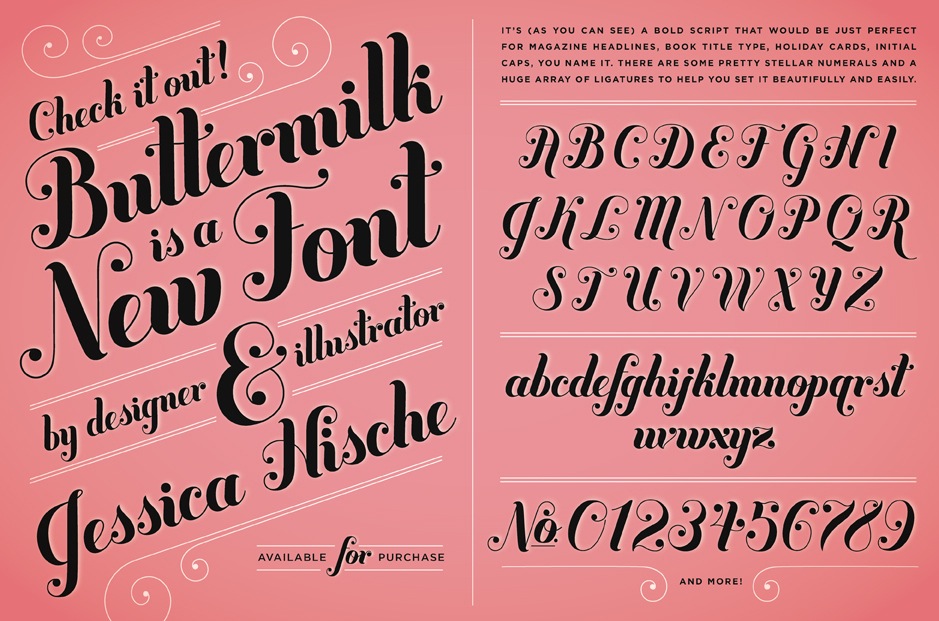 Check it out!
Buttermilk
is a
New Font
by designer & illustrator
Jessica Hische
AVAILABLE for PURCHASE
IT'S (AS YOU CAN SEE) A BOLD SCRIPT THAT WOULD BE JUST PERFECT
FOR MAGAZINE HEADLINES, BOOK TITLE TYPE, HOLIDAY CARDS, INITIAL
CAPS, YOU NAME IT. THERE ARE SOME PRETTY STELLAR NUMERALS AND A
HUGE ARRAY OF LIGATURES TO HELP YOU SET IT BEAUTIFULLY AND EASILY.
ABCDEFGHI
JKLMNOPQR
STUVWXYZ
abcdefghijklmnopqrst
uvwxyz
No 0123456789
AND MORE!